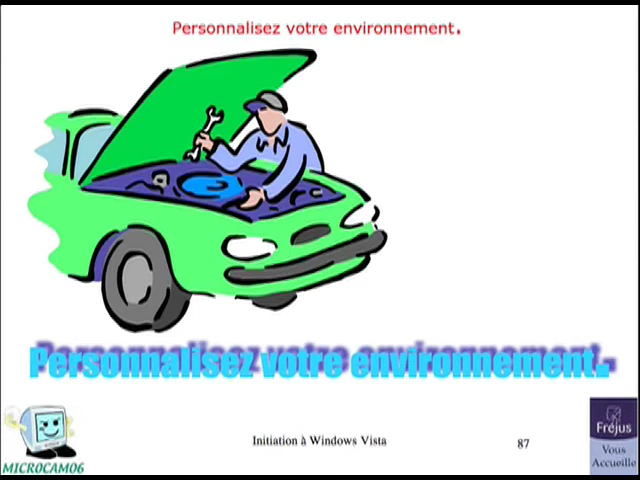 Personnalisez votre environnement.
Personnalisez votre environnement.
Initiation à Windows Vista
87
MICROCAM06
Fréjus
Vous
Accueille